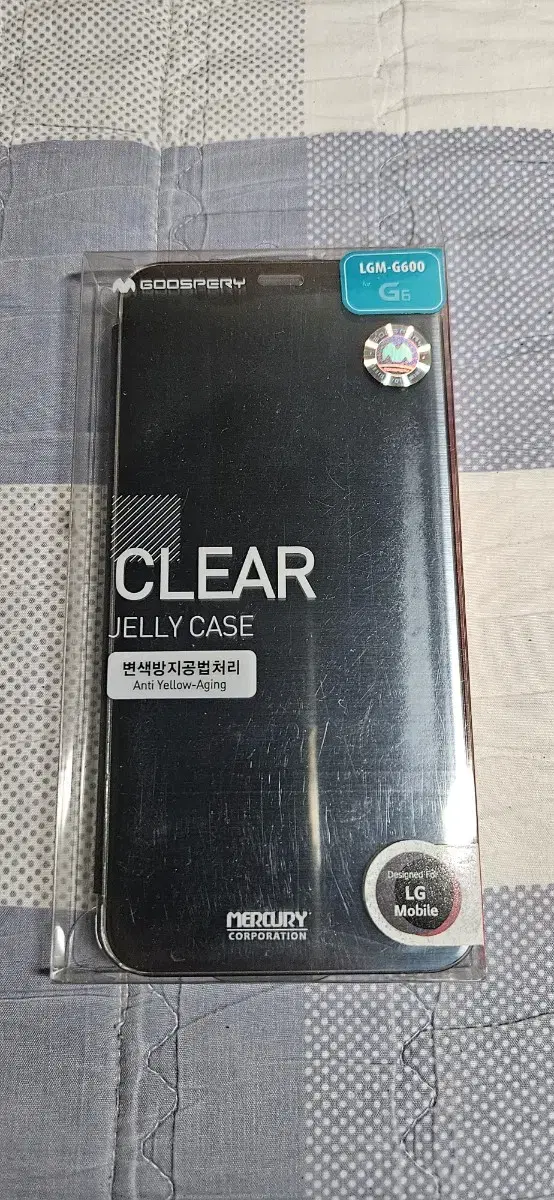 GOOSPERY
LGM-G600
for G6
CLEAR
JELLY CASE
변색방지공법처리
Anti Yellow-Aging
Designed For
LG
Mobile
MERCURY
CORPORATION